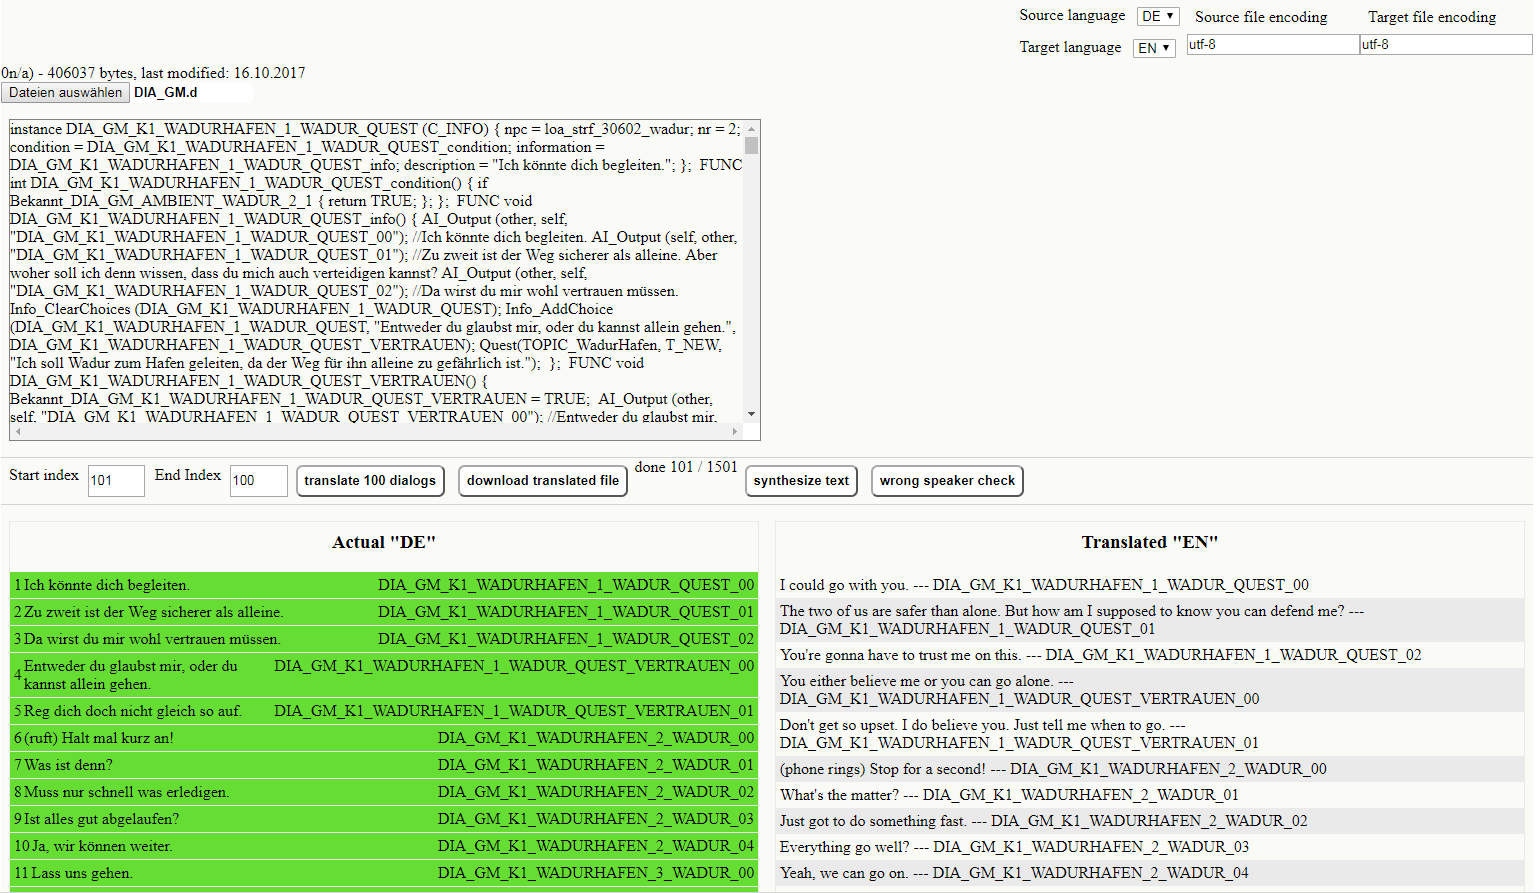 Source language DE ▼ Source file encoding Target file encoding
Target language EN ▼ utf-8 utf-8
0n/a) - 406037 bytes, last modified: 16.10.2017
Dateien auswählen DIA_GM.d
instance DIA_GM_K1_WADURHAFEN_1_WADUR_QUEST (C_INFO) { npc = loa_strf_30602_wadur; nr = 2;
condition = DIA_GM_K1_WADURHAFEN_1_WADUR_QUEST_condition; information =
DIA_GM_K1_WADURHAFEN_1_WADUR_QUEST_info; description = "Ich könnte dich begleiten."; }; FUNC
int DIA_GM_K1_WADURHAFEN_1_WADUR_QUEST_condition() { if
Bekannt_DIA_GM_AMBIENT_WADUR_2_1 { return TRUE; }; }; FUNC void
DIA_GM_K1_WADURHAFEN_1_WADUR_QUEST_info() { AI_Output (other, self,
"DIA_GM_K1_WADURHAFEN_1_WADUR_QUEST_00"); //Ich könnte dich begleiten. AI_Output (self, other,
"DIA_GM_K1_WADURHAFEN_1_WADUR_QUEST_01"); //Zu zweit ist der Weg sicherer als alleine. Aber
woher soll ich denn wissen, dass du mich auch verteidigen kannst? AI_Output (other, self,
"DIA_GM_K1_WADURHAFEN_1_WADUR_QUEST_02"); //Da wirst du mir wohl vertrauen müssen.
Info_ClearChoices (DIA_GM_K1_WADURHAFEN_1_WADUR_QUEST); Info_AddChoice
(DIA_GM_K1_WADURHAFEN_1_WADUR_QUEST, "Entweder du glaubst mir, oder du kannst allein gehen.",
DIA_GM_K1_WADURHAFEN_1_WADUR_QUEST_VERTRAUEN); Quest(TOPIC_WadurHafen, T_NEW,
"Ich soll Wadur zum Hafen geleiten, da der Weg für ihn alleine zu gefährlich ist."); }; FUNC void
DIA_GM_K1_WADURHAFEN_1_WADUR_QUEST_VERTRAUEN() {
Bekannt_DIA_GM_K1_WADURHAFEN_1_WADUR_QUEST_VERTRAUEN = TRUE; AI_Output (other,
self, "DIA_GM_K1_WADURHAFEN_1_WADUR_QUEST_VERTRAUEN_00"); //Entweder du glaubst mir,
Start index 101 End Index 100 translate 100 dialogs download translated file done 101 / 1501 synthesize text wrong speaker check
Actual "DE"
1 Ich könnte dich begleiten. DIA_GM_K1_WADURHAFEN_1_WADUR_QUEST_00
2 Zu zweit ist der Weg sicherer als alleine. DIA_GM_K1_WADURHAFEN_1_WADUR_QUEST_01
3 Da wirst du mir wohl vertrauen müssen. DIA_GM_K1_WADURHAFEN_1_WADUR_QUEST_02
4 Entweder du glaubst mir, oder du DIA_GM_K1_WADURHAFEN_1_WADUR_QUEST_VERTRAUEN_00
kannst allein gehen.
5 Reg dich doch nicht gleich so auf. DIA_GM_K1_WADURHAFEN_1_WADUR_QUEST_VERTRAUEN_01
6 (ruft) Halt mal kurz an! DIA_GM_K1_WADURHAFEN_2_WADUR_00
7 Was ist denn? DIA_GM_K1_WADURHAFEN_2_WADUR_01
8 Muss nur schnell was erledigen. DIA_GM_K1_WADURHAFEN_2_WADUR_02
9 Ist alles gut abgelaufen? DIA_GM_K1_WADURHAFEN_2_WADUR_03
10 Ja, wir können weiter. DIA_GM_K1_WADURHAFEN_2_WADUR_04
11 Lass uns gehen. DIA_GM_K1_WADURHAFEN_3_WADUR_00
Translated "EN"
I could go with you. --- DIA_GM_K1_WADURHAFEN_1_WADUR_QUEST_00
The two of us are safer than alone. But how am I supposed to know you can defend me? ---
DIA_GM_K1_WADURHAFEN_1_WADUR_QUEST_01
You're gonna have to trust me on this. --- DIA_GM_K1_WADURHAFEN_1_WADUR_QUEST_02
You either believe me or you can go alone. ---
DIA_GM_K1_WADURHAFEN_1_WADUR_QUEST_VERTRAUEN_00
Don't get so upset. I do believe you. Just tell me when to go. ---
DIA_GM_K1_WADURHAFEN_1_WADUR_QUEST_VERTRAUEN_01
(phone rings) Stop for a second! --- DIA_GM_K1_WADURHAFEN_2_WADUR_00
What's the matter? --- DIA_GM_K1_WADURHAFEN_2_WADUR_01
Just got to do something fast. --- DIA_GM_K1_WADURHAFEN_2_WADUR_02
Everything go well? --- DIA_GM_K1_WADURHAFEN_2_WADUR_03
Yeah, we can go on. --- DIA_GM_K1_WADURHAFEN_2_WADUR_04